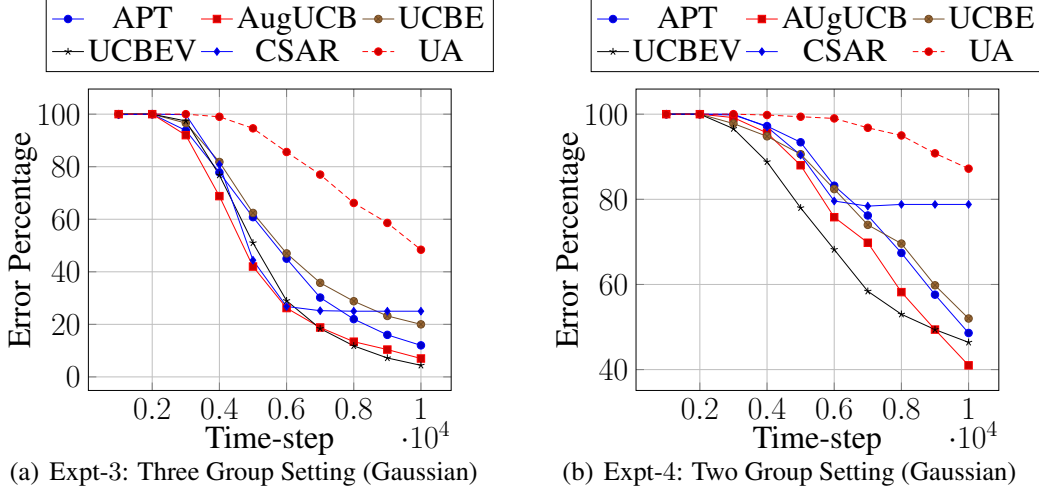 APT AugUCB UCBE
UCBEV CSAR UA
100
80
60
40
20
0
Error Percentage
0.2 0.4 0.6 0.8 1
Time-step
·10^4
(a) Expt-3: Three Group Setting (Gaussian)
APT AUgUCB UCBE
UCBEV CSAR UA
100
80
60
40
Error Percentage
0.2 0.4 0.6 0.8 1
Time-step
·10^4
(b) Expt-4: Two Group Setting (Gaussian)